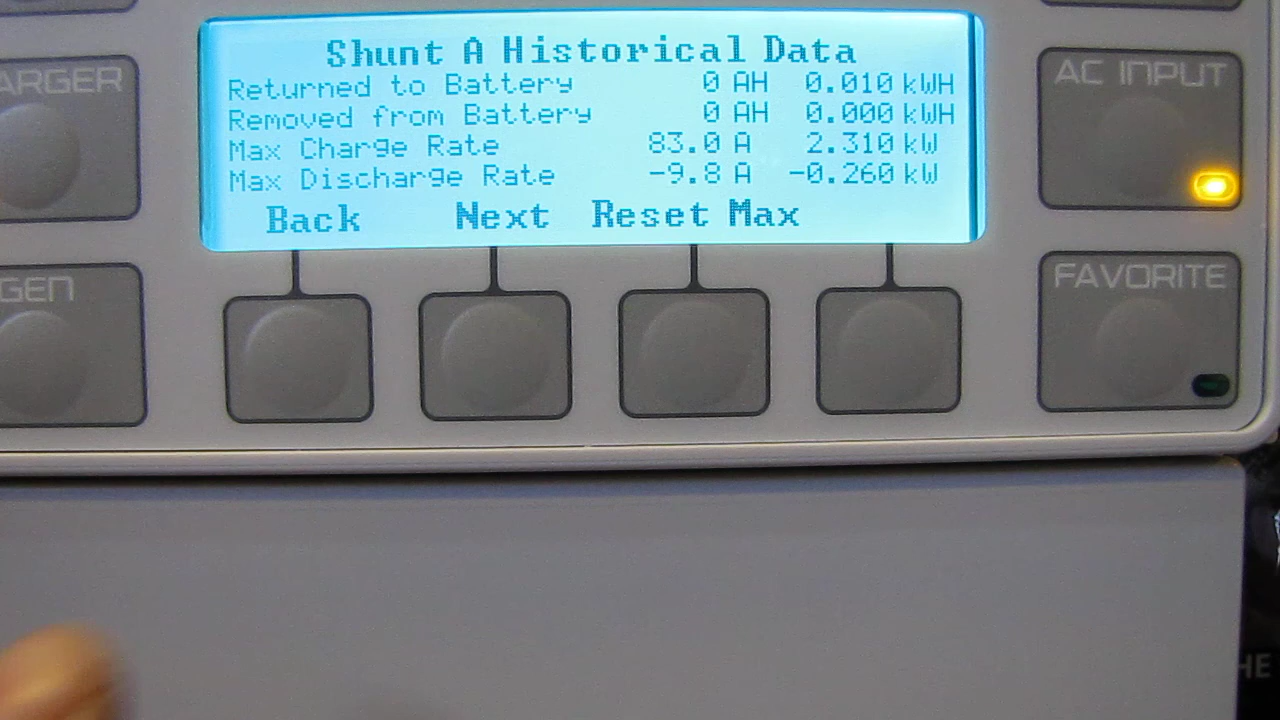 Shunt A Historical Data
Returned to Battery 0 AH 0.010 kWH
Removed from Battery 0 AH 0.000 kWH
Max Charge Rate 83.0 A 2.310 kW
Max Discharge Rate -9.8 A -0.260 kW
Back Next Reset Max
ARGER
AC INPUT
GEN
FAVORITE
HE